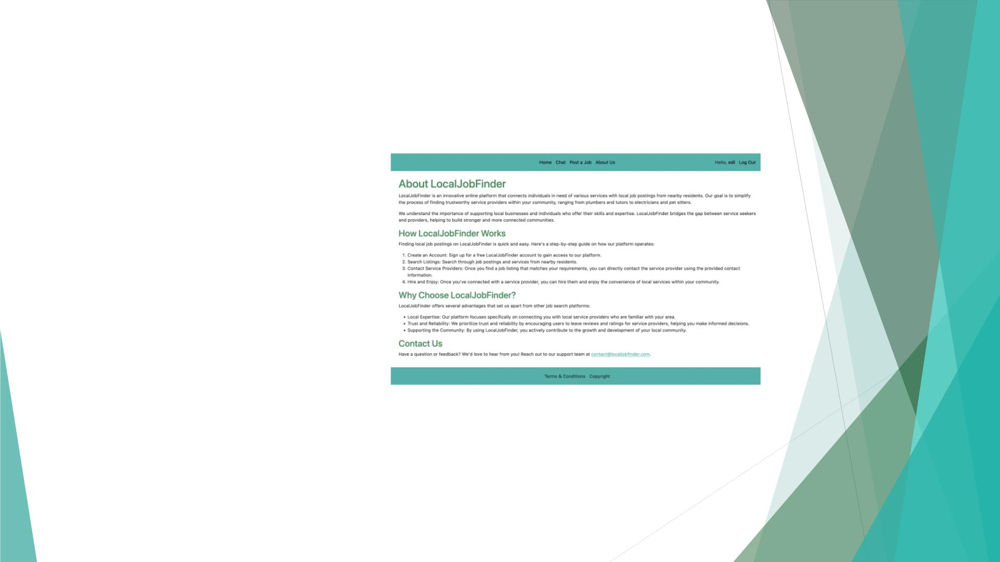 Home Chat Post a Job About Us Hello, edi Log Out
About LocalJobFinder
LocalJobFinder is an innovative online platform that connects individuals in need of various services with local job postings from nearby residents. Our goal is to simplify
the process of finding trustworthy service providers within your community, ranging from plumbers and tutors to electricians and pet sitters.
We understand the importance of supporting local businesses and individuals who offer their skills and expertise. LocalJobFinder bridges the gap between service seekers
and providers, helping to build stronger and more connected communities.
How LocalJobFinder Works
Finding local job postings on LocalJobFinder is quick and easy. Here's a step-by-step guide on how our platform operates:
1. Create an Account: Sign up for a free LocalJobFinder account to gain access to our platform.
2. Search Listings: Search through job postings and services from nearby residents.
3. Contact Service Providers: Once you find a job listing that matches your requirements, you can directly contact the service provider using the provided contact
information.
4. Hire and Enjoy: Once you've connected with a service provider, you can hire them and enjoy the convenience of local services within your community.
Why Choose LocalJobFinder?
LocalJobFinder offers several advantages that set us apart from other job search platforms:
• Local Expertise: Our platform focuses specifically on connecting you with local service providers who are familiar with your area.
• Trust and Reliability: We prioritize trust and reliability by encouraging users to leave reviews and ratings for service providers, helping you make informed decisions.
• Supporting the Community: By using LocalJobFinder, you actively contribute to the growth and development of your local community.
Contact Us
Have a question or feedback? We'd love to hear from you! Reach out to our support team at contact@localjobfinder.com.
Terms & Conditions Copyright